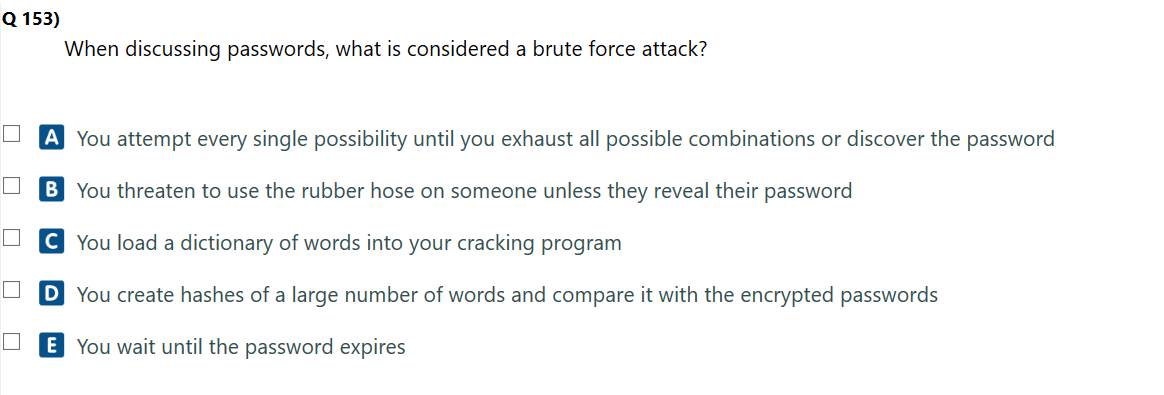 Q 153)
When discussing passwords, what is considered a brute force attack?
A You attempt every single possibility until you exhaust all possible combinations or discover the password
B You threaten to use the rubber hose on someone unless they reveal their password
C You load a dictionary of words into your cracking program
D You create hashes of a large number of words and compare it with the encrypted passwords
E You wait until the password expires